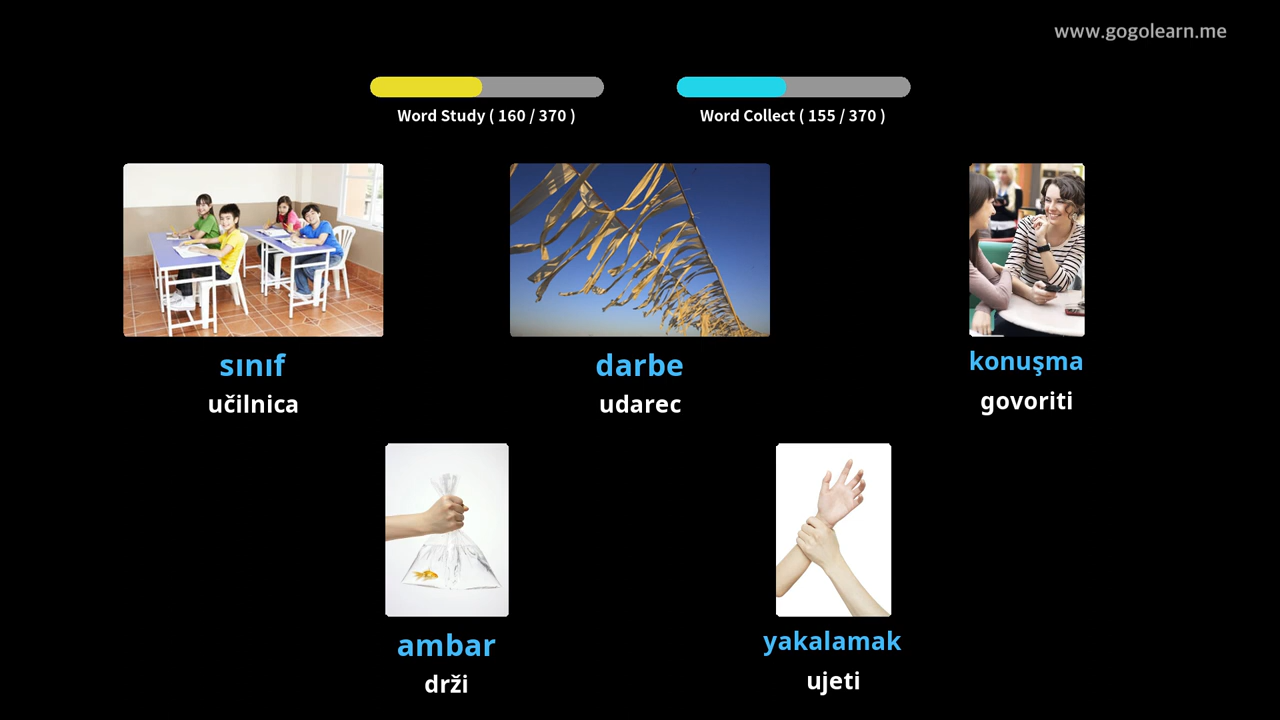 www.gogolearn.me
Word Study ( 160 / 370 )
Word Collect ( 155 / 370 )
sınıf
učilnica
darbe
udarec
konuşma
govoriti
ambar
drži
yakalamak
ujeti